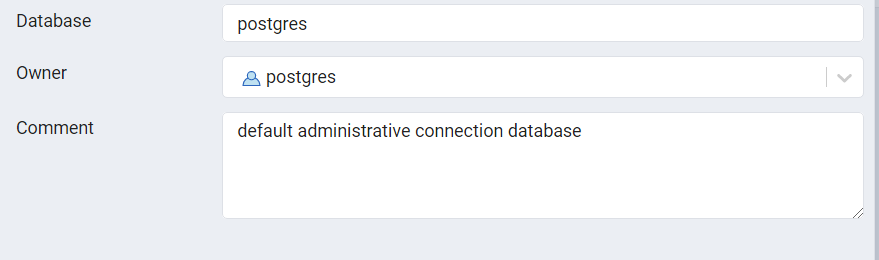 Database
postgres
Owner
postgres
Comment
default administrative connection database